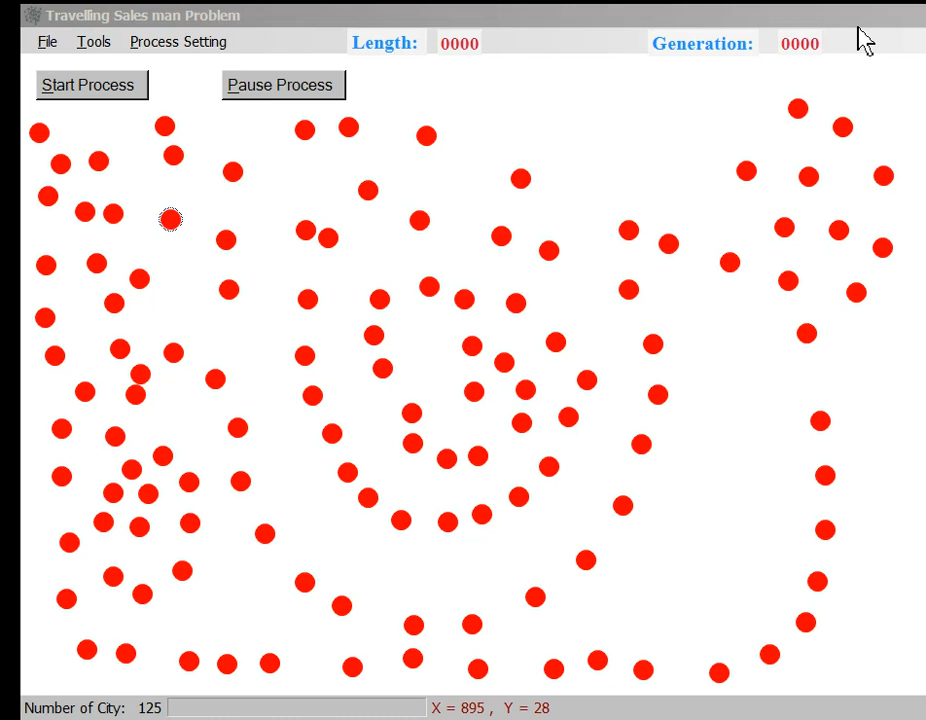 Travelling Sales man Problem
File Tools Process Setting Length: 0000 Generation: 0000
Start Process Pause Process
Number of City: 125 X = 895 , Y = 28